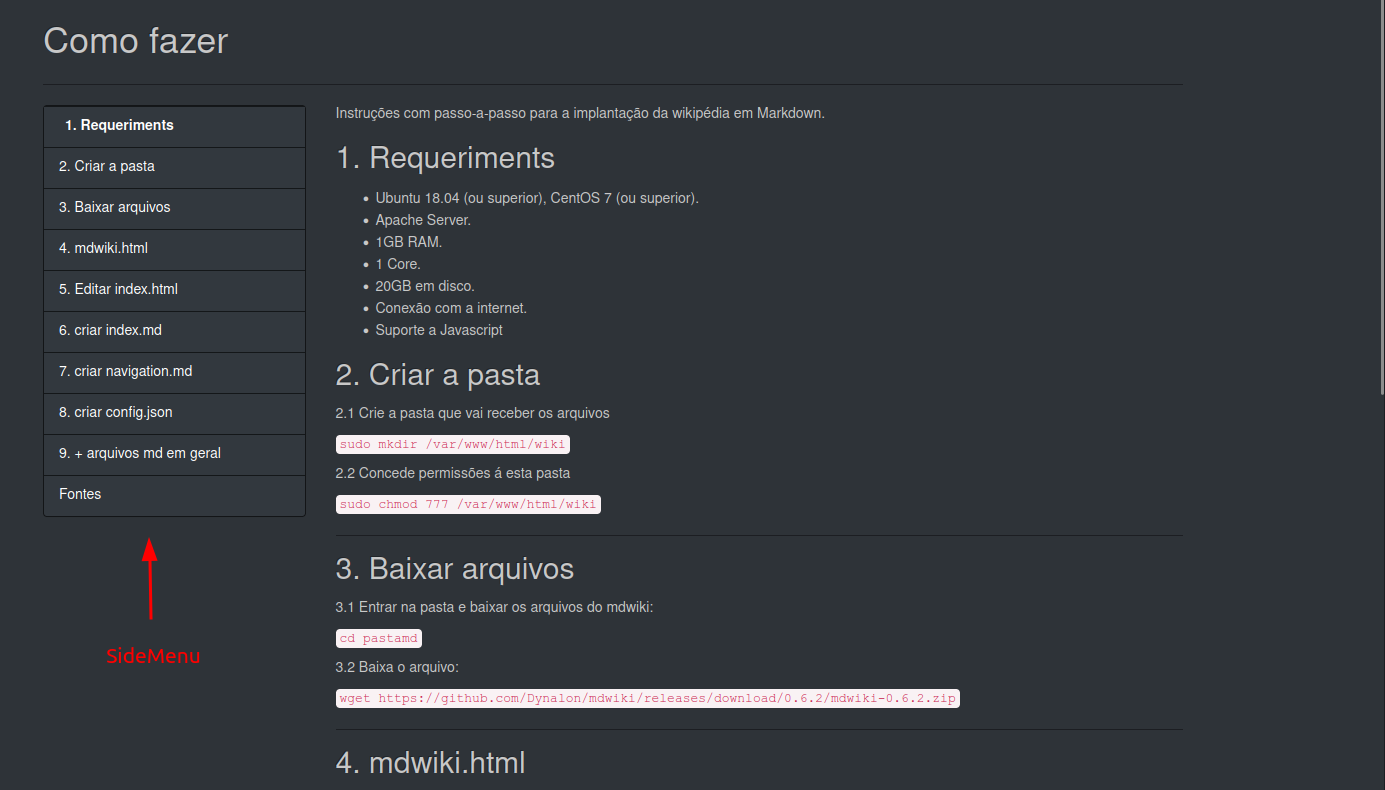 Como fazer
1. Requeriments
2. Criar a pasta
3. Baixar arquivos
4. mdwiki.html
5. Editar index.html
6. criar index.md
7. criar navigation.md
8. criar config.json
9. + arquivos md em geral
Fontes
SideMenu
Instruções com passo-a-passo para a implantação da wikipédia em Markdown.
1. Requeriments
• Ubuntu 18.04 (ou superior), CentOS 7 (ou superior).
• Apache Server.
• 1GB RAM.
• 1 Core.
• 20GB em disco.
• Conexão com a internet.
• Suporte a Javascript
2. Criar a pasta
2.1 Crie a pasta que vai receber os arquivos
sudo mkdir /var/www/html/wiki
2.2 Concede permissões á esta pasta
sudo chmod 777 /var/www/html/wiki
3. Baixar arquivos
3.1 Entrar na pasta e baixar os arquivos do mdwiki:
cd pastamd
3.2 Baixa o arquivo:
wget https://github.com/Dynalon/mdwiki/releases/download/0.6.2/mdwiki-0.6.2.zip
4. mdwiki.html